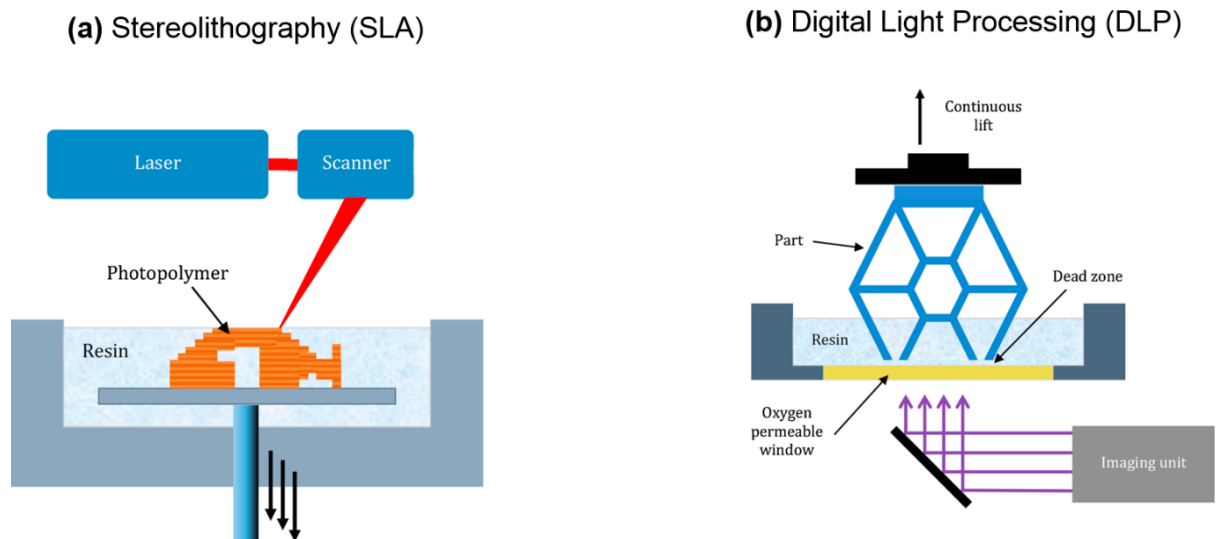 (a) Stereolithography (SLA)
Laser
Scanner
Photopolymer
Resin
(b) Digital Light Processing (DLP)
Continuous
lift
Part
Dead zone
Resin
Oxygen
permeable
window
Imaging unit